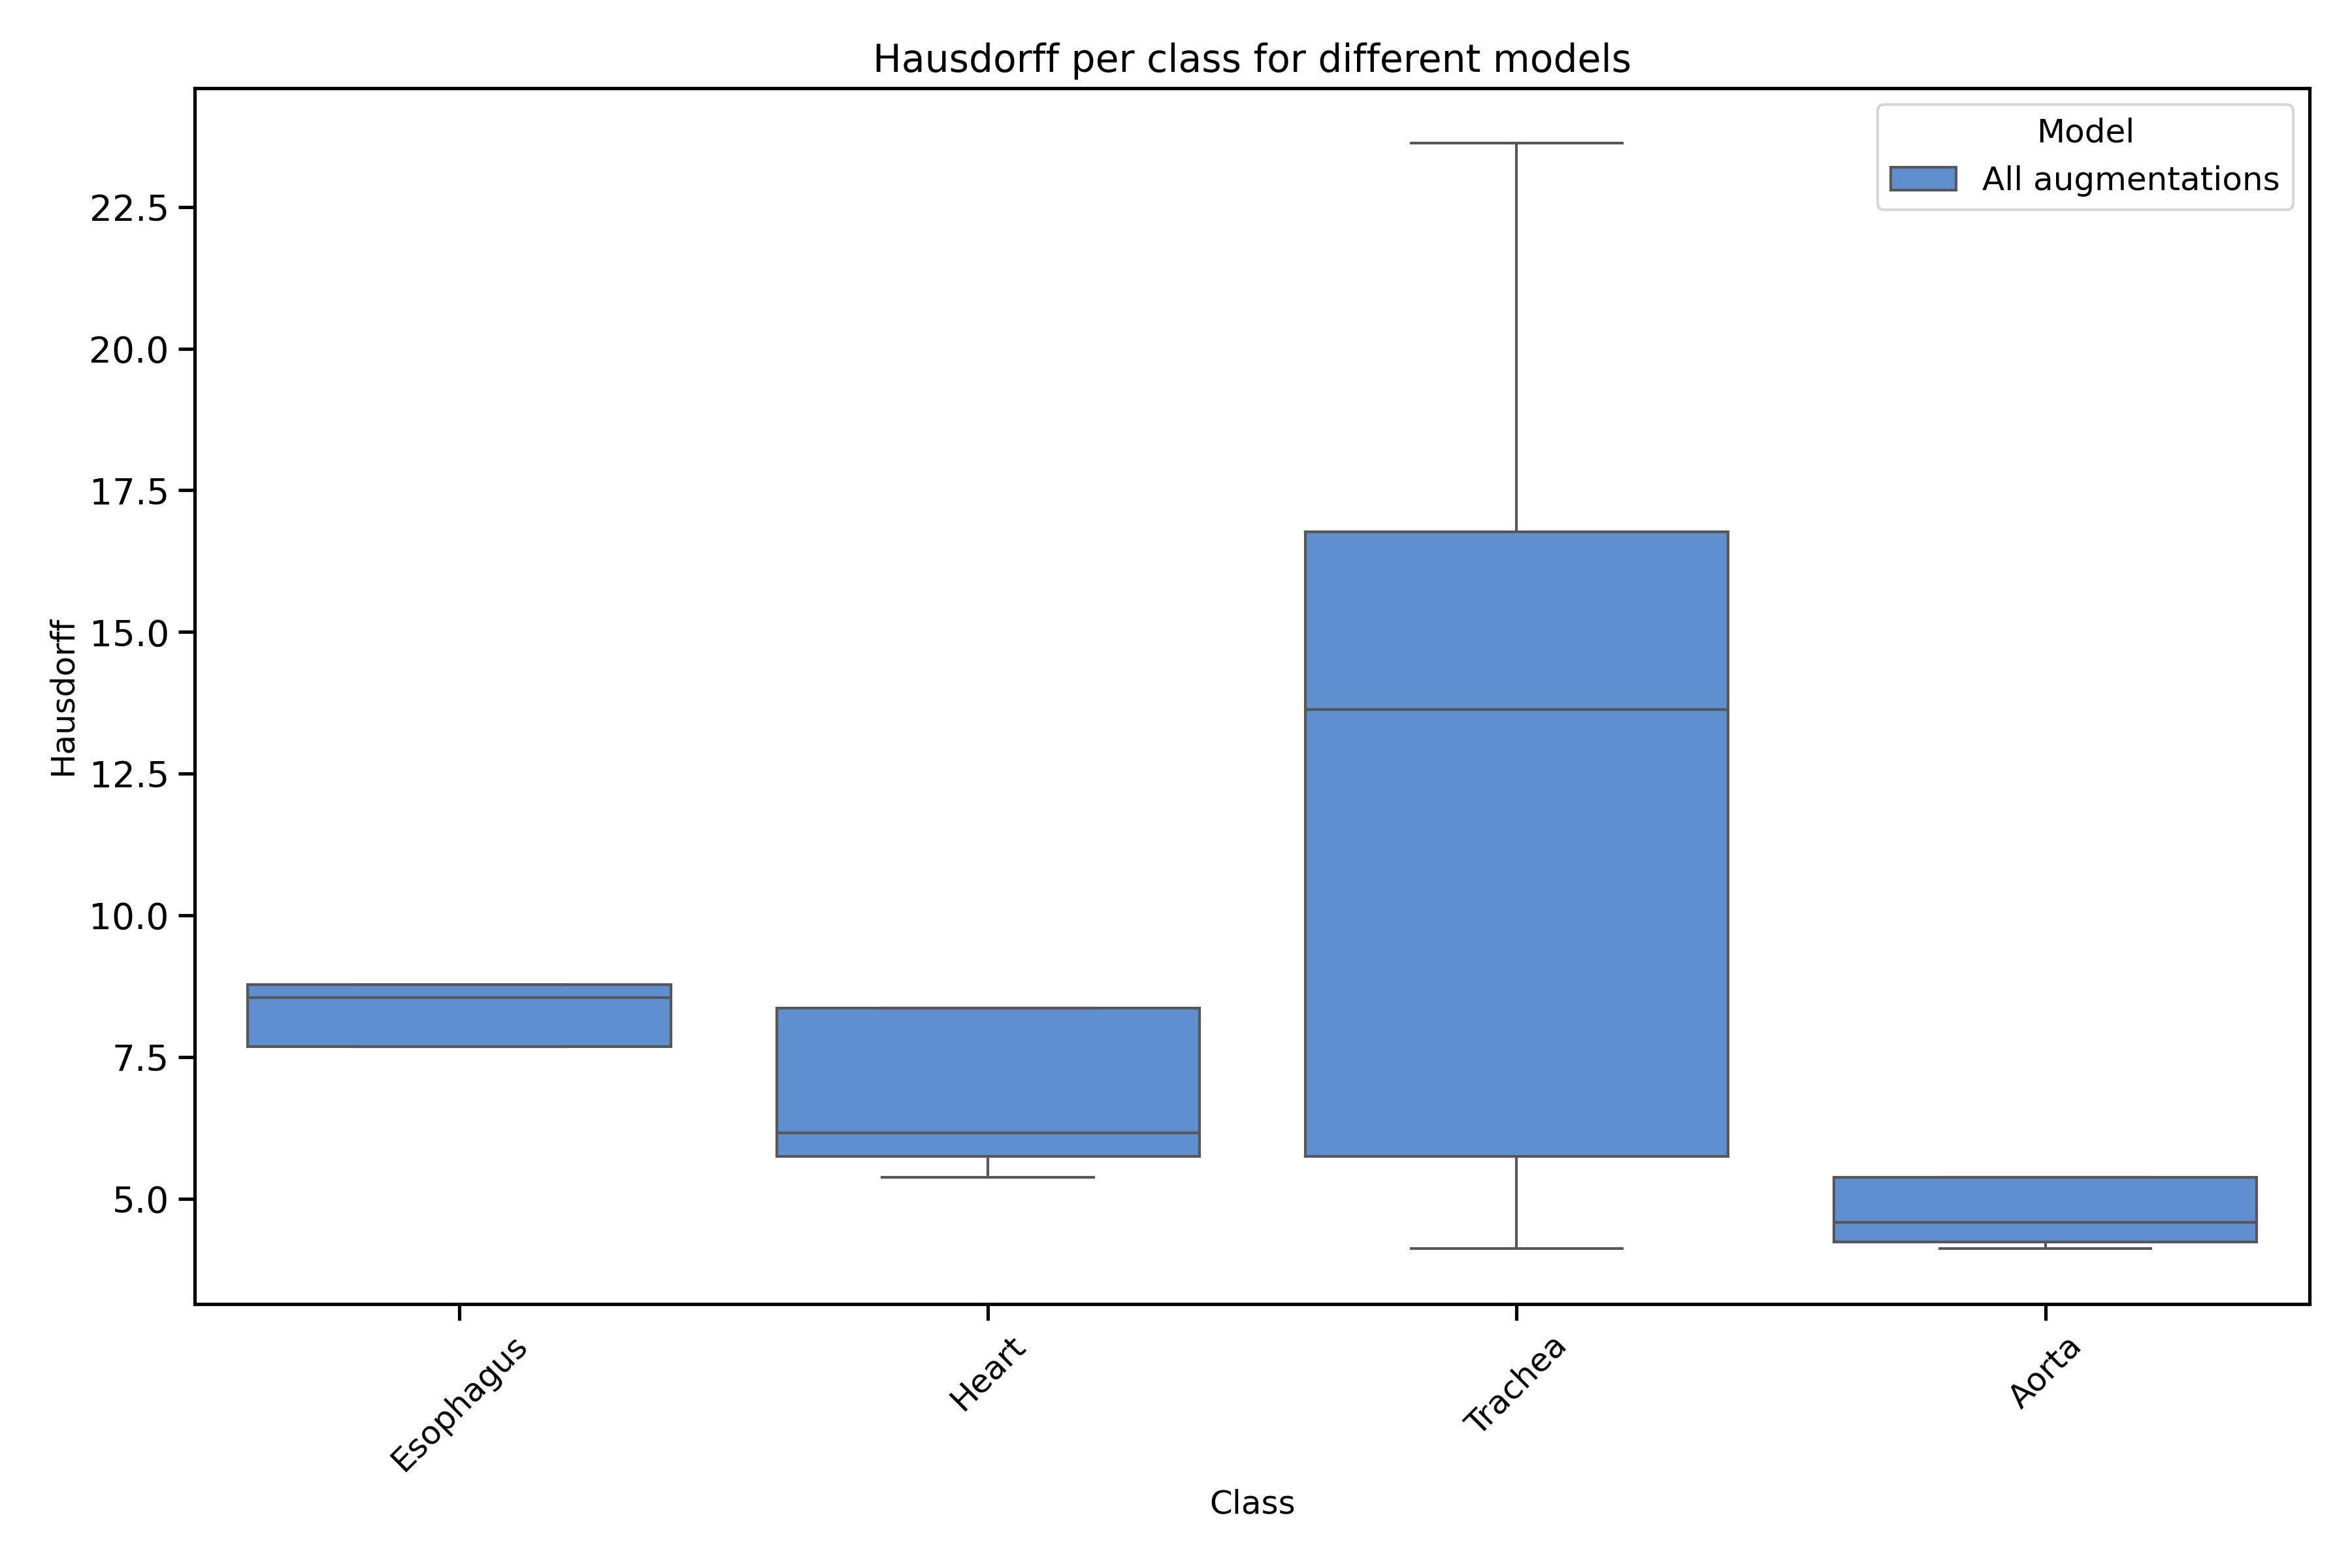 Hausdorff per class for different models
Model
All augmentations
22.5
20.0
17.5
15.0
12.5
10.0
7.5
5.0
Hausdorff
Esophagus
Heart
Trachea
Aorta
Class